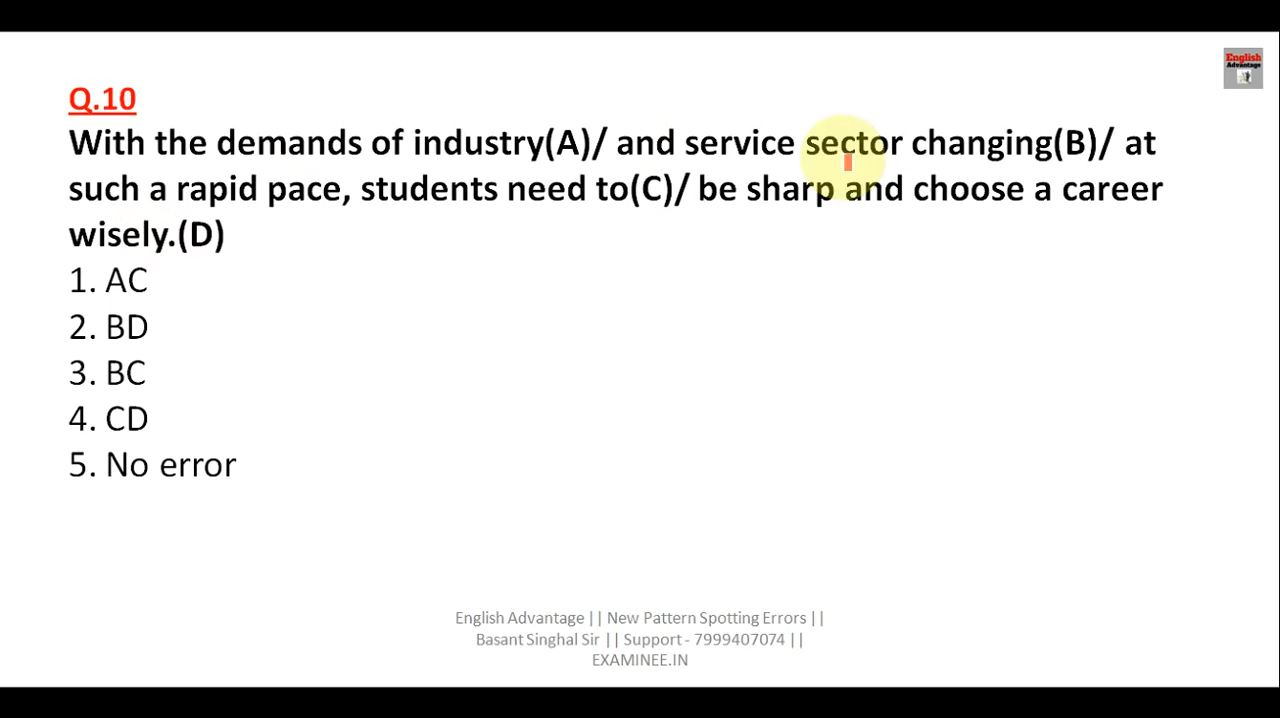 English
Advantage
Q.10
With the demands of industry(A)/ and service sector changing(B)/ at
such a rapid pace, students need to(C)/ be sharp and choose a career
wisely.(D)
1. AC
2. BD
3. BC
4. CD
5. No error
English Advantage || New Pattern Spotting Errors ||
Basant Singhal Sir || Support - 7999407074 ||
EXAMINEE.IN